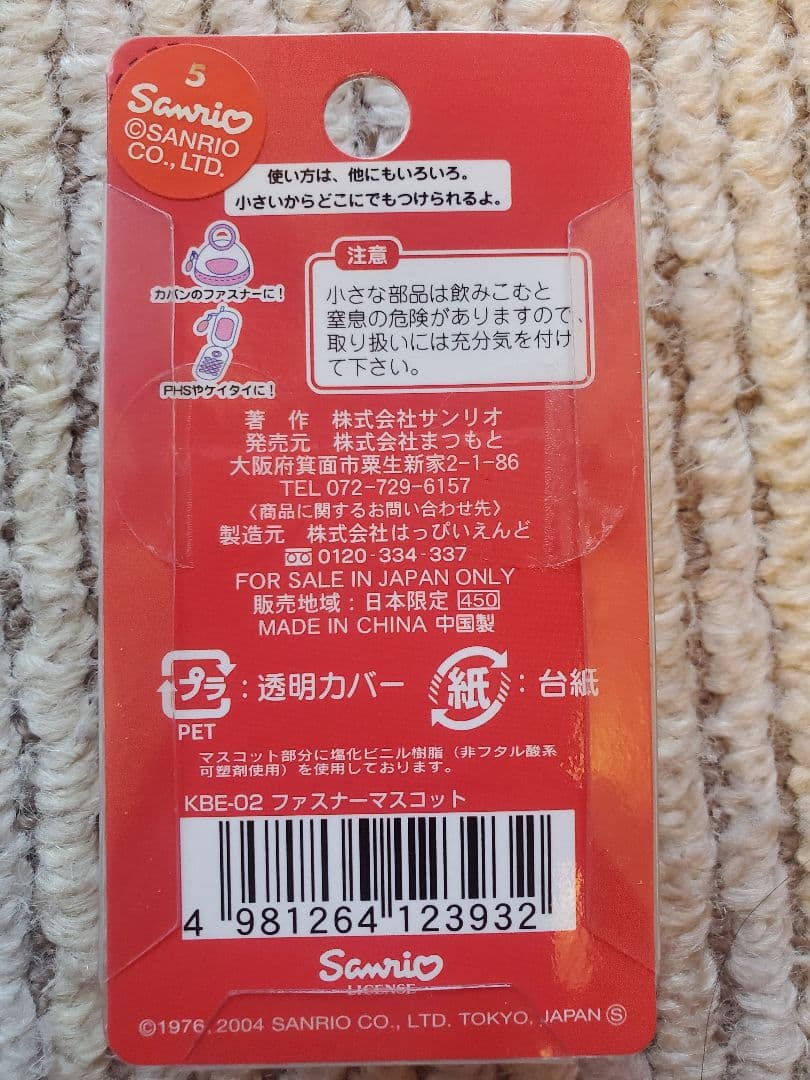 5
Sanrio
©SANRIO
CO., LTD.
使い方は、他にもいろいろ。
小さいからどこにでもつけられるよ。
カバンのファスナーに!
PHSやケイタイに!
注意
小さな部品は飲みこむと
窒息の危険がありますので、
取り扱いには充分気を付け
て下さい。
著 作 株式会社サンリオ
発売元 株式会社まつもと
大阪府箕面市粟生新家2-1-86
TEL 072-729-6157
〈商品に関するお問い合わせ先〉
製造元 株式会社はっぴいえんど
0120-334-337
FOR SALE IN JAPAN ONLY
販売地域:日本限定 450
MADE IN CHINA 中国製
プラ:透明カバー
PET
紙:台紙
マスコット部分に塩化ビニル樹脂(非フタル酸系
可塑剤使用)を使用しております。
KBE-02 ファスナーマスコット
4 981264 123932
Sanrio
LICENSE
©1976, 2004 SANRIO CO., LTD. TOKYO, JAPAN Ⓢ